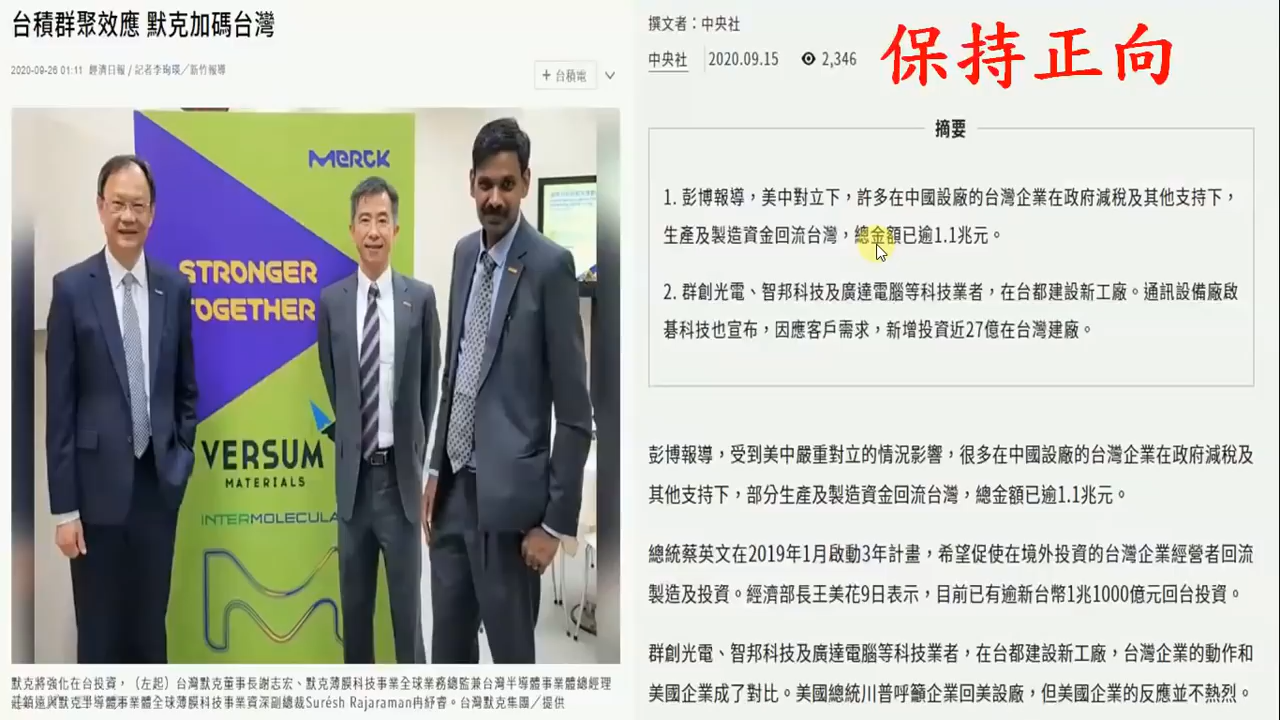 台積群聚效應 默克加碼台灣
2020-09-26 01:11 經濟日報 / 記者李珣瑛／新竹報導
+ 台積電
MERCK
STRONGER
TOGETHER
VERSUM
MATERIALS
INTERMOLECULA
默克將強化在台投資，（左起）台灣默克董事長謝志宏、默克薄膜科技事業全球業務總監兼台灣半導體事業體總經理
莊鎮遠與默克半導體事業體全球薄膜科技事業資深副總裁Surésh Rajaraman冉紓睿。台灣默克集團／提供
撰文者：中央社
中央社 2020.09.15 2,346
保持正向
摘要
1. 彭博報導，美中對立下，許多在中國設廠的台灣企業在政府減稅及其他支持下，
生產及製造資金回流台灣，總金額已逾1.1兆元。
2. 群創光電、智邦科技及廣達電腦等科技業者，在台都建設新工廠。通訊設備廠啟
碁科技也宣布，因應客戶需求，新增投資近27億在台灣建廠。
彭博報導，受到美中嚴重對立的情況影響，很多在中國設廠的台灣企業在政府減稅及
其他支持下，部分生產及製造資金回流台灣，總金額已逾1.1兆元。
總統蔡英文在2019年1月啟動3年計畫，希望促使在境外投資的台灣企業經營者回流
製造及投資。經濟部長王美花9日表示，目前已有逾新台幣1兆1000億元回台投資。
群創光電、智邦科技及廣達電腦等科技業者，在台都建設新工廠，台灣企業的動作和
美國企業成了對比。美國總統川普呼籲企業回美設廠，但美國企業的反應並不熱烈。